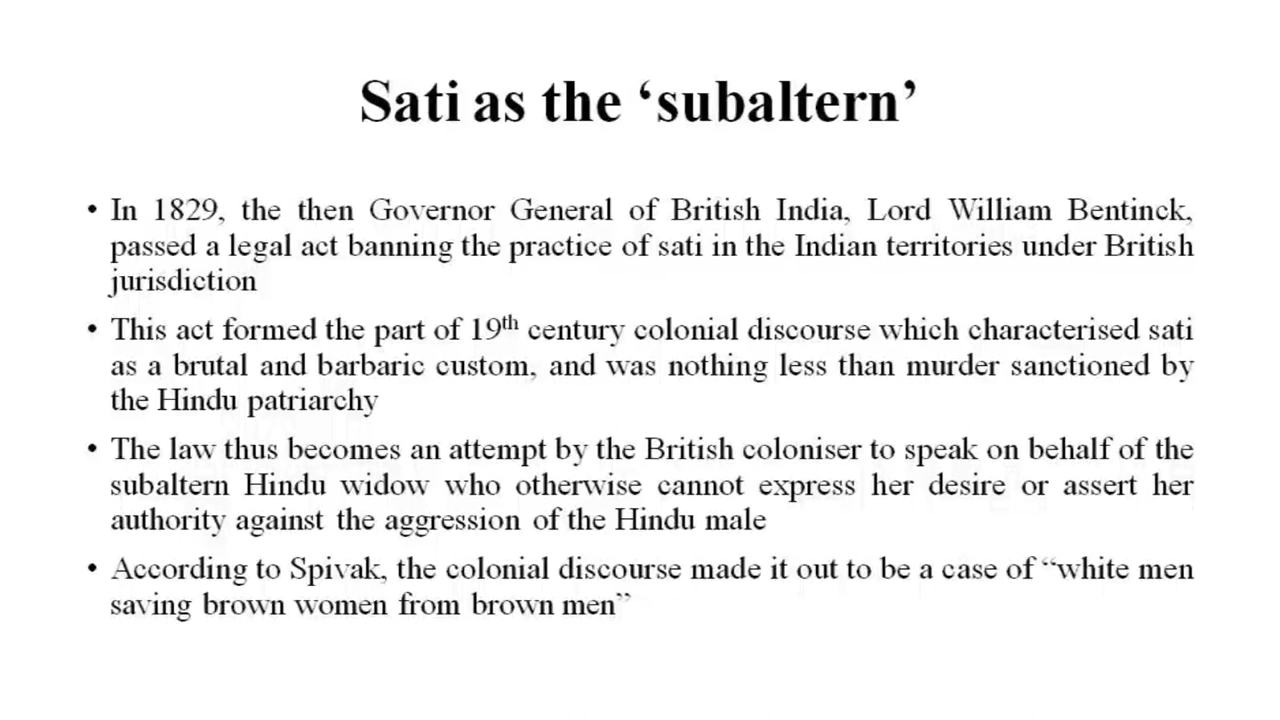 Sati as the ‘subaltern’
• In 1829, the then Governor General of British India, Lord William Bentinck,
passed a legal act banning the practice of sati in the Indian territories under British
jurisdiction
• This act formed the part of 19th century colonial discourse which characterised sati
as a brutal and barbaric custom, and was nothing less than murder sanctioned by
the Hindu patriarchy
• The law thus becomes an attempt by the British coloniser to speak on behalf of the
subaltern Hindu widow who otherwise cannot express her desire or assert her
authority against the aggression of the Hindu male
• According to Spivak, the colonial discourse made it out to be a case of “white men
saving brown women from brown men”